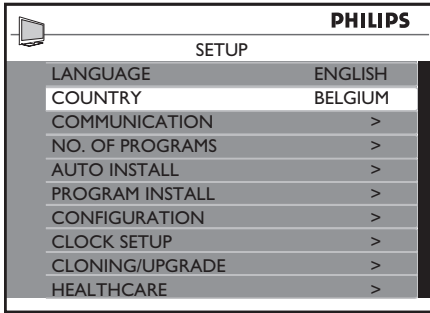 PHILIPS
SETUP
LANGUAGE ENGLISH
COUNTRY BELGIUM
COMMUNICATION >
NO. OF PROGRAMS >
AUTO INSTALL >
PROGRAM INSTALL >
CONFIGURATION >
CLOCK SETUP >
CLONING/UPGRADE >
HEALTHCARE >